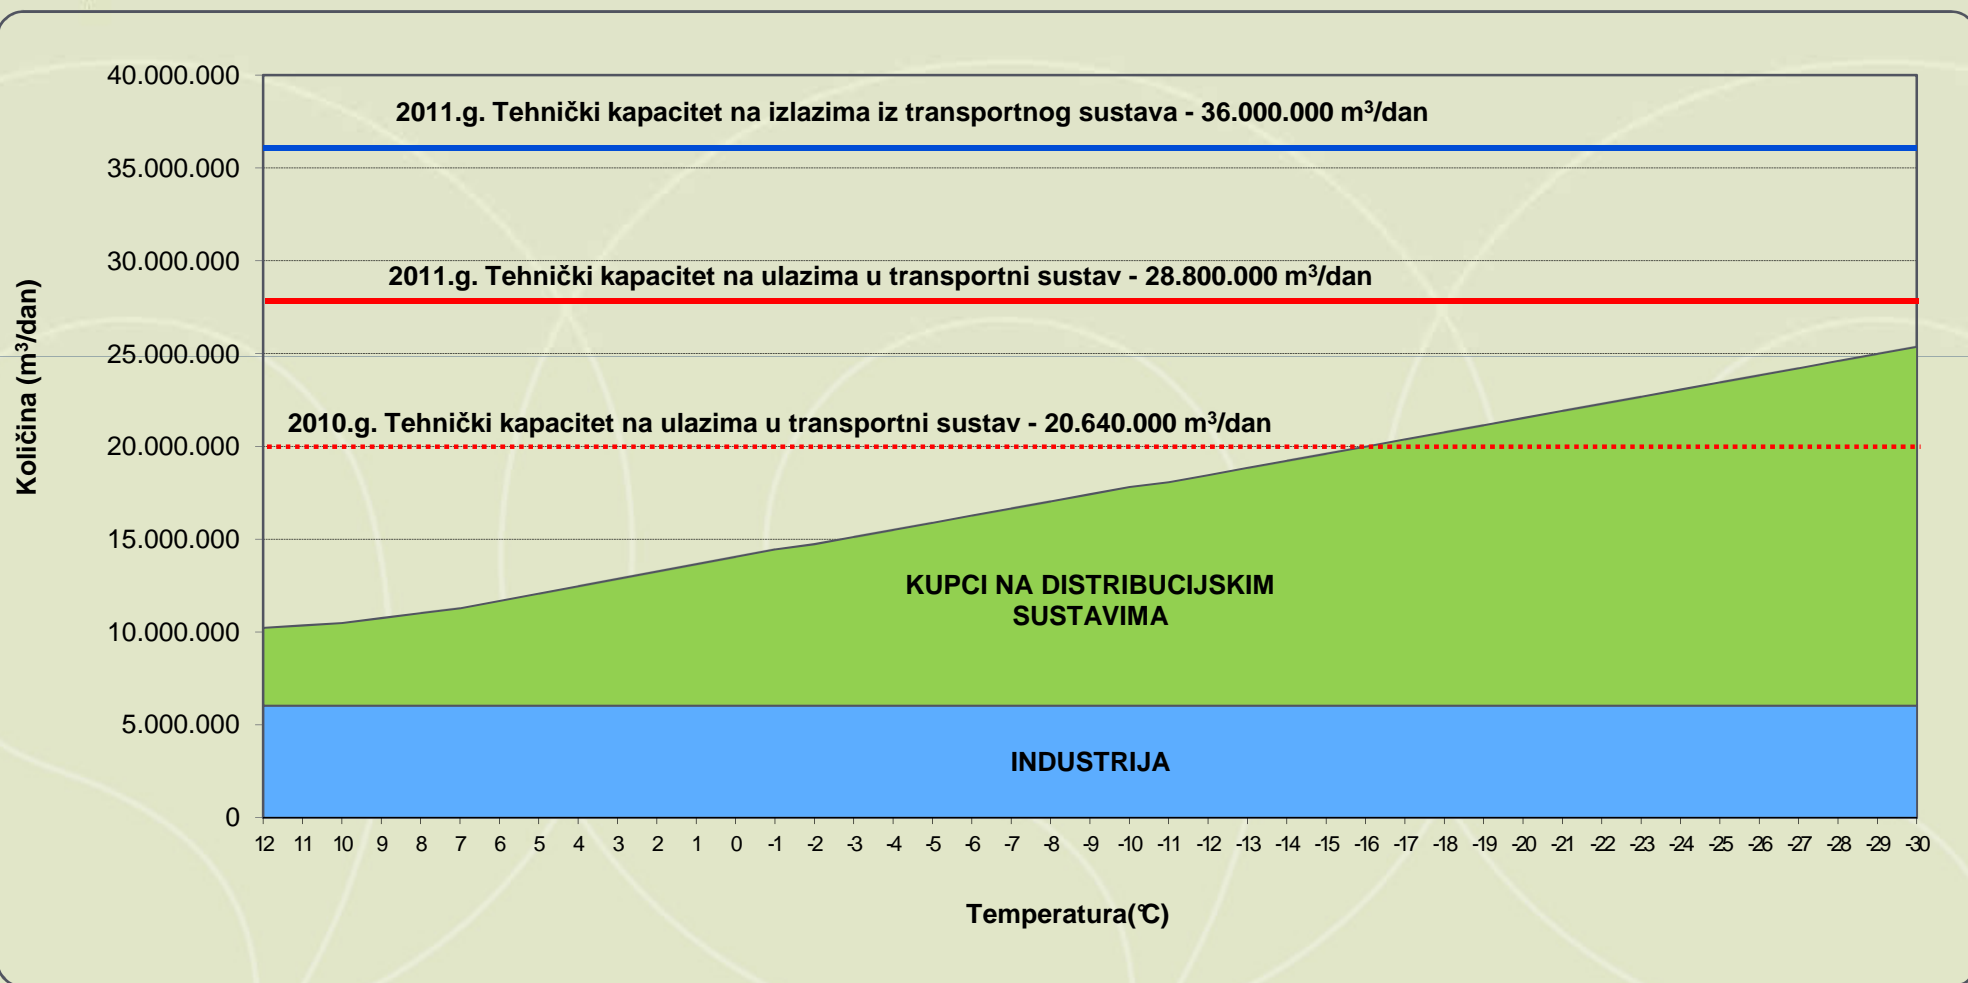 40.000.000
2011.g. Tehnički kapacitet na izlazima iz transportnog sustava - 36.000.000 m³/dan
35.000.000
30.000.000
2011.g. Tehnički kapacitet na ulazima u transportni sustav - 28.800.000 m³/dan
25.000.000
2010.g. Tehnički kapacitet na ulazima u transportni sustav - 20.640.000 m³/dan
20.000.000
15.000.000
10.000.000
5.000.000
0
Količina (m³/dan)
KUPCI NA DISTRIBUCIJSKIM
SUSTAVIMA
INDUSTRIJA
12 11 10 9 8 7 6 5 4 3 2 1 0 -1 -2 -3 -4 -5 -6 -7 -8 -9 -10 -11 -12 -13 -14 -15 -16 -17 -18 -19 -20 -21 -22 -23 -24 -25 -26 -27 -28 -29 -30
Temperatura(°C)